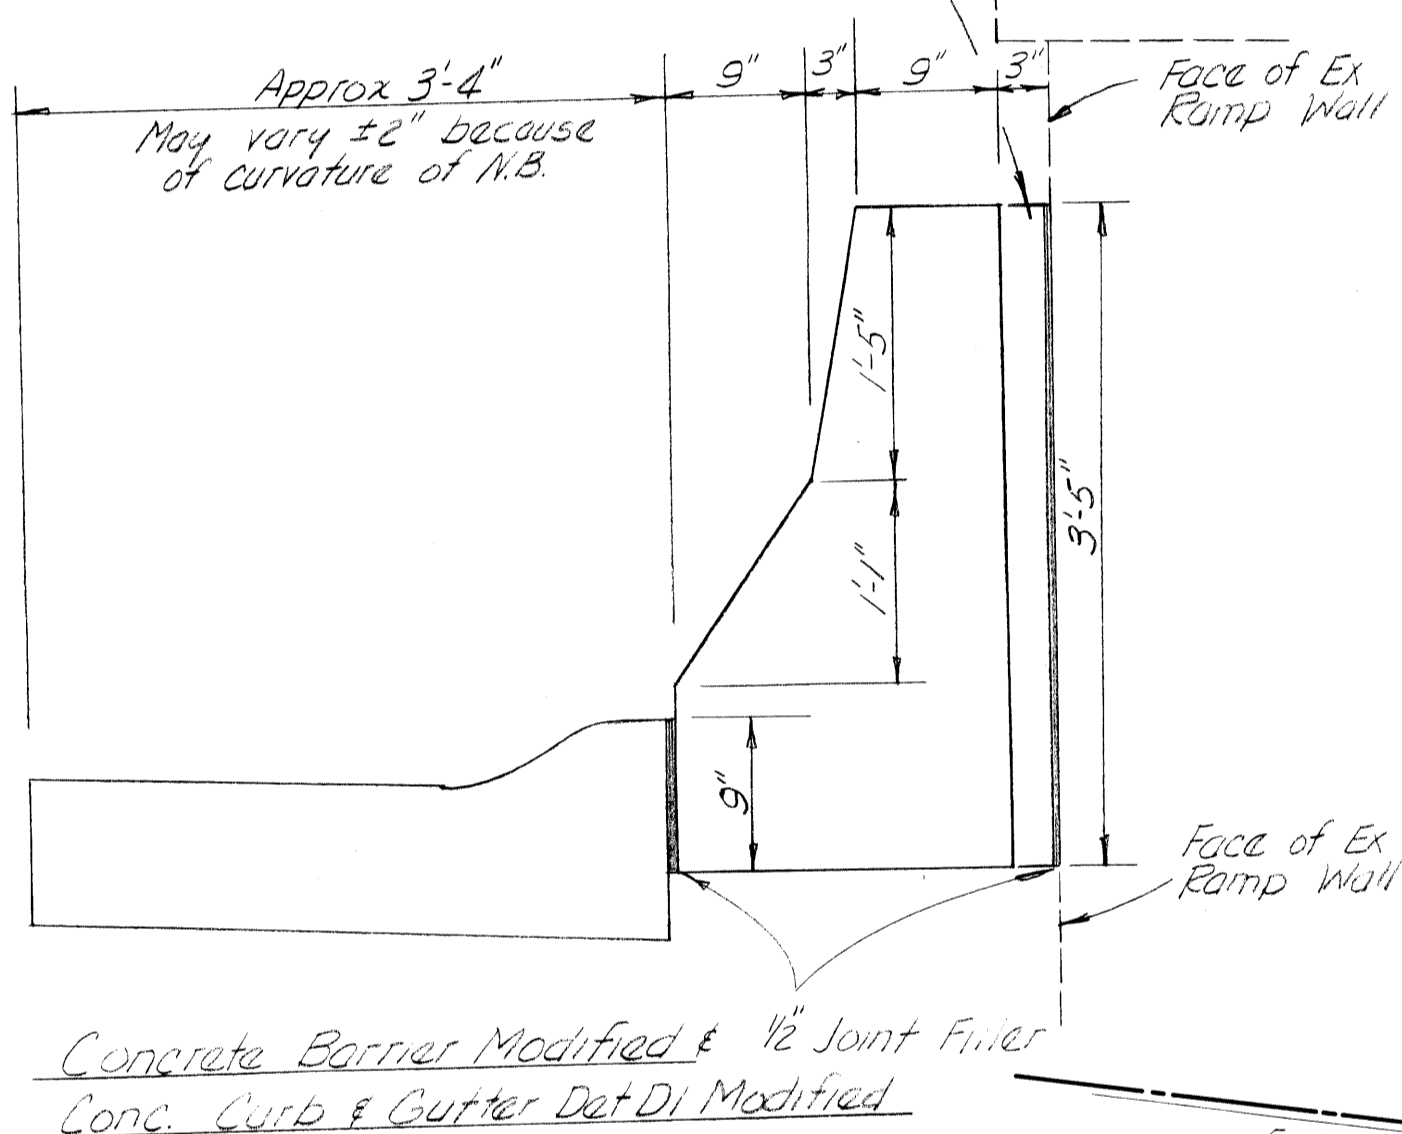 Approx 3'-4"
May vary ±2" because
of curvature of N.B.
9"
3"
9"
3"
Face of Ex
Ramp Wall
1'-5"
1'-1"
3'-5"
9"
Face of Ex
Ramp Wall
1/2" Joint Filler
Concrete Barrier Modified &
Conc. Curb & Gutter Det D1 Modified